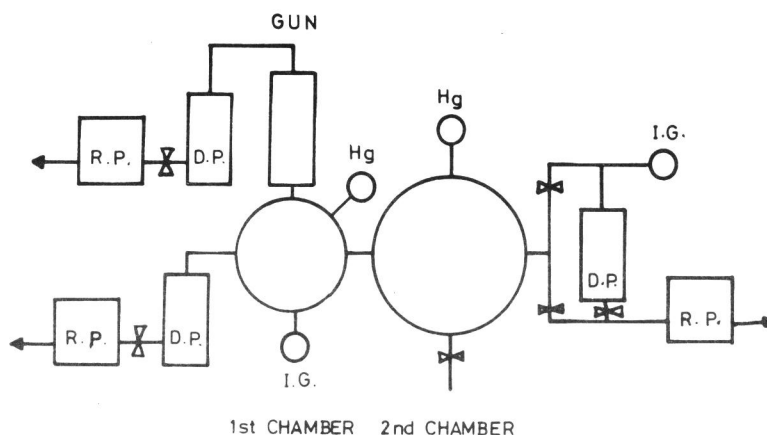 GUN
Hg
Hg
I.G.
R.P.
D.P.
D.P.
R.P.
R.P.
D.P.
I.G.
1st CHAMBER 2nd CHAMBER